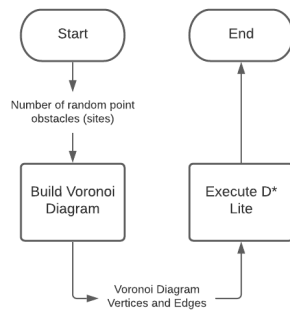 Start
Number of random point
obstacles (sites)
Build Voronoi
Diagram
Voronoi Diagram
Vertices and Edges
Execute D*
Lite
End